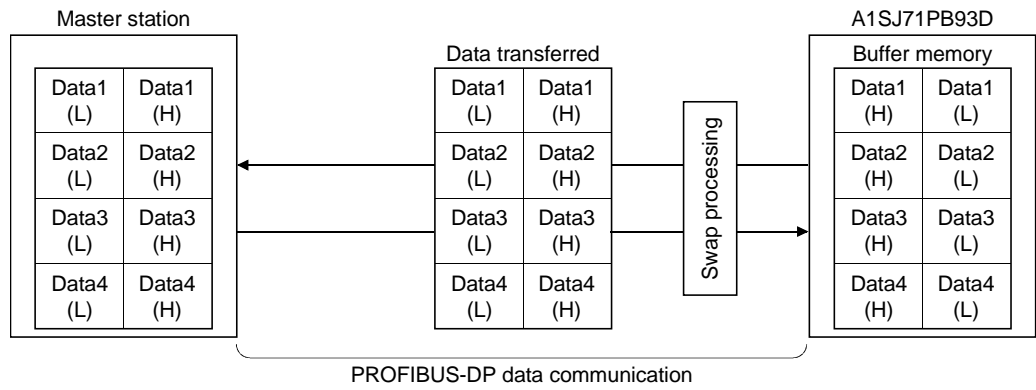 Master station
A1SJ71PB93D
Data transferred
Buffer memory
Data1 (L)
Data1 (H)
Data2 (L)
Data2 (H)
Data3 (L)
Data3 (H)
Data4 (L)
Data4 (H)
Data1 (L)
Data1 (H)
Data2 (L)
Data2 (H)
Data3 (L)
Data3 (H)
Data4 (L)
Data4 (H)
Swap processing
Data1 (H)
Data1 (L)
Data2 (H)
Data2 (L)
Data3 (H)
Data3 (L)
Data4 (H)
Data4 (L)
PROFIBUS-DP data communication